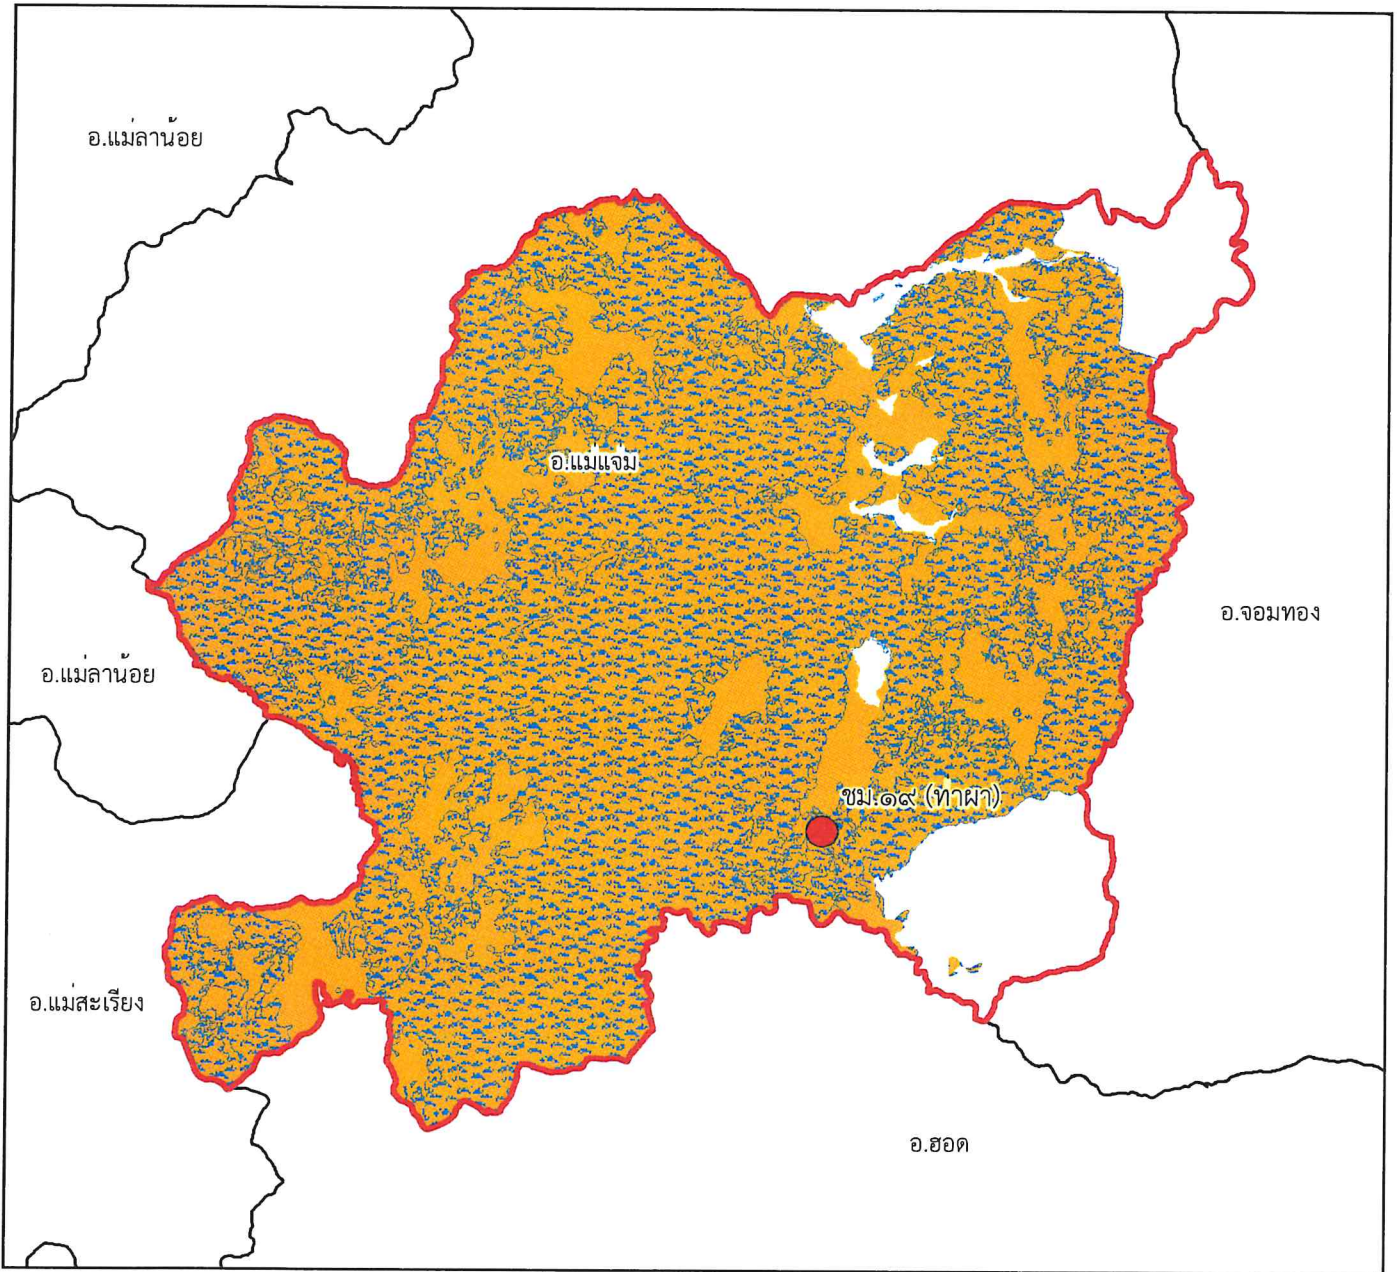 อ.แม่ลาน้อย
อ.แม่แจ่ม
อ.จอมทอง
อ.แม่ลาน้อย
ชม.๑๙ (ท่าผา)
อ.แม่สะเรียง
อ.ฮอด